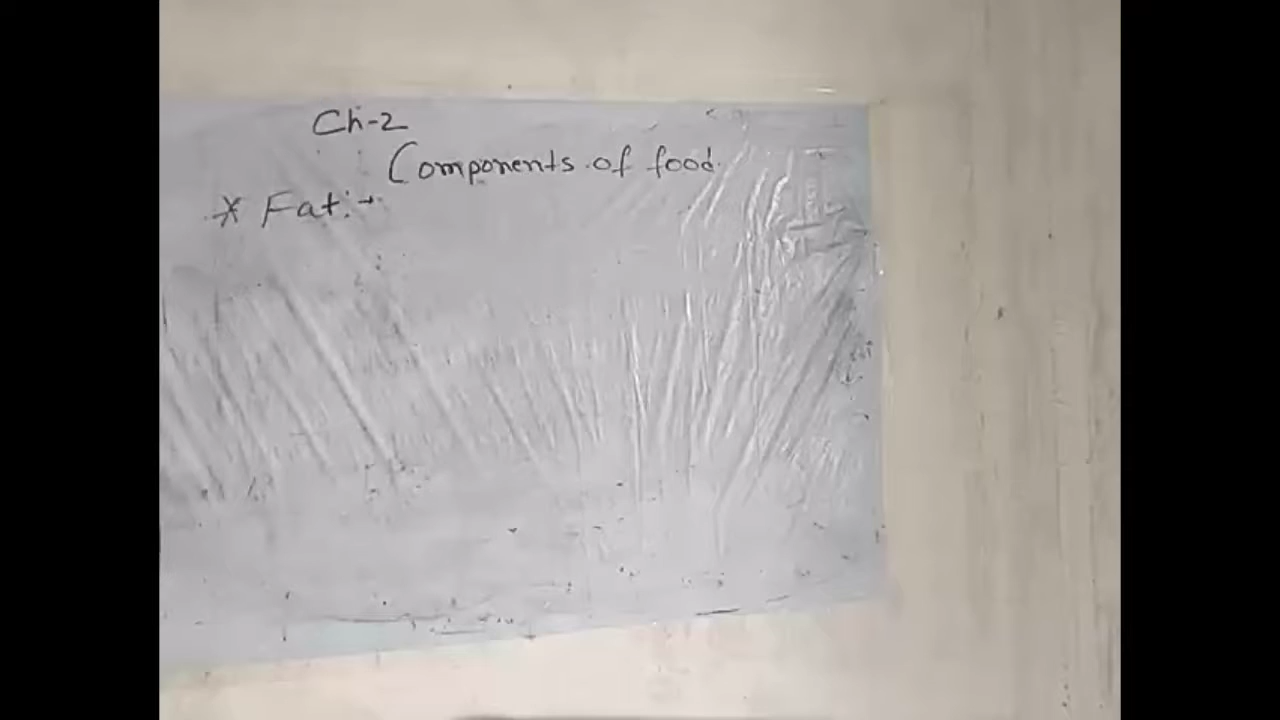 Ch-2
Components of food
* Fat:→